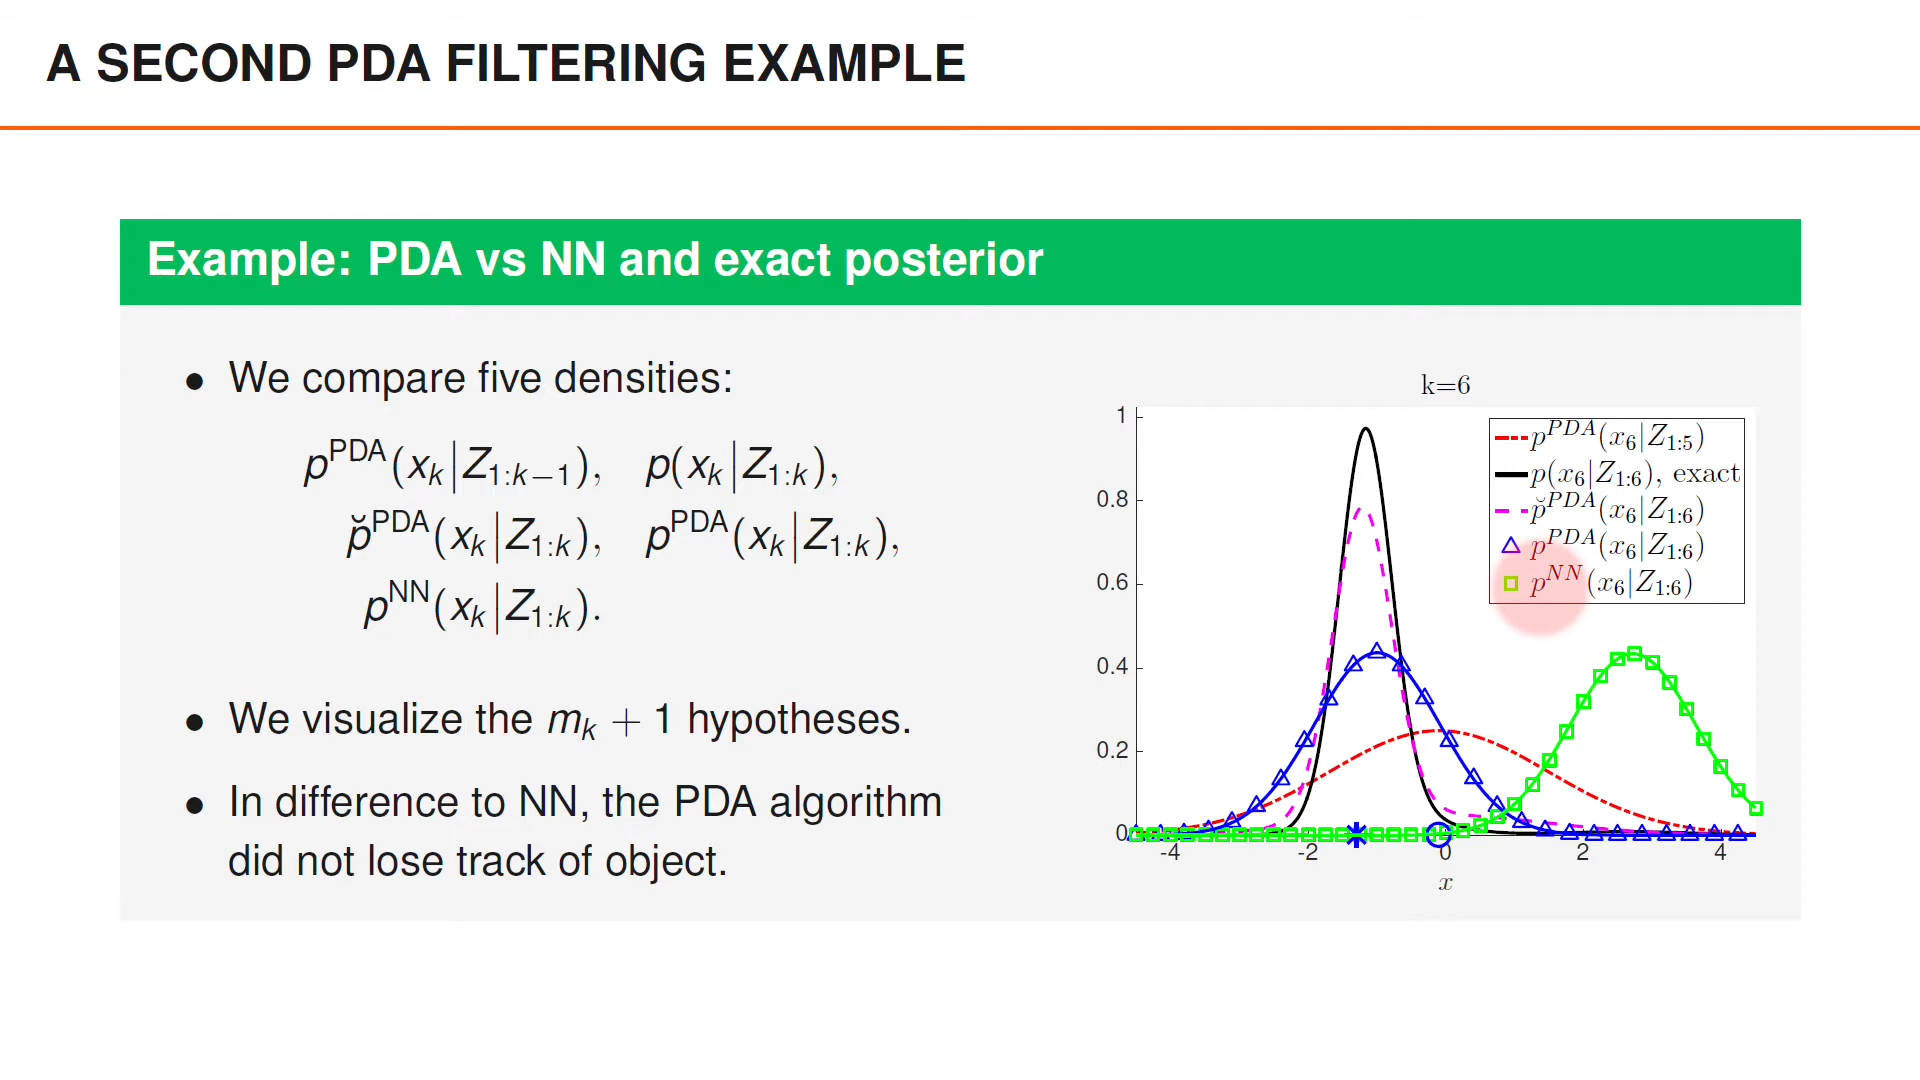 A SECOND PDA FILTERING EXAMPLE
Example: PDA vs NN and exact posterior
• We compare five densities:
p^PDA(x_k|Z_{1:k−1}), p(x_k|Z_{1:k}),
p̆^PDA(x_k|Z_{1:k}), p^PDA(x_k|Z_{1:k}),
p^NN(x_k|Z_{1:k}).
• We visualize the m_k + 1 hypotheses.
• In difference to NN, the PDA algorithm
did not lose track of object.
k=6
1
0.8
0.6
0.4
0.2
0
-4 -2 0 2 4
x
p^PDA(x_6|Z_{1:5})
p(x_6|Z_{1:6}), exact
p̆^PDA(x_6|Z_{1:6})
p^PDA(x_6|Z_{1:6})
p^NN(x_6|Z_{1:6})